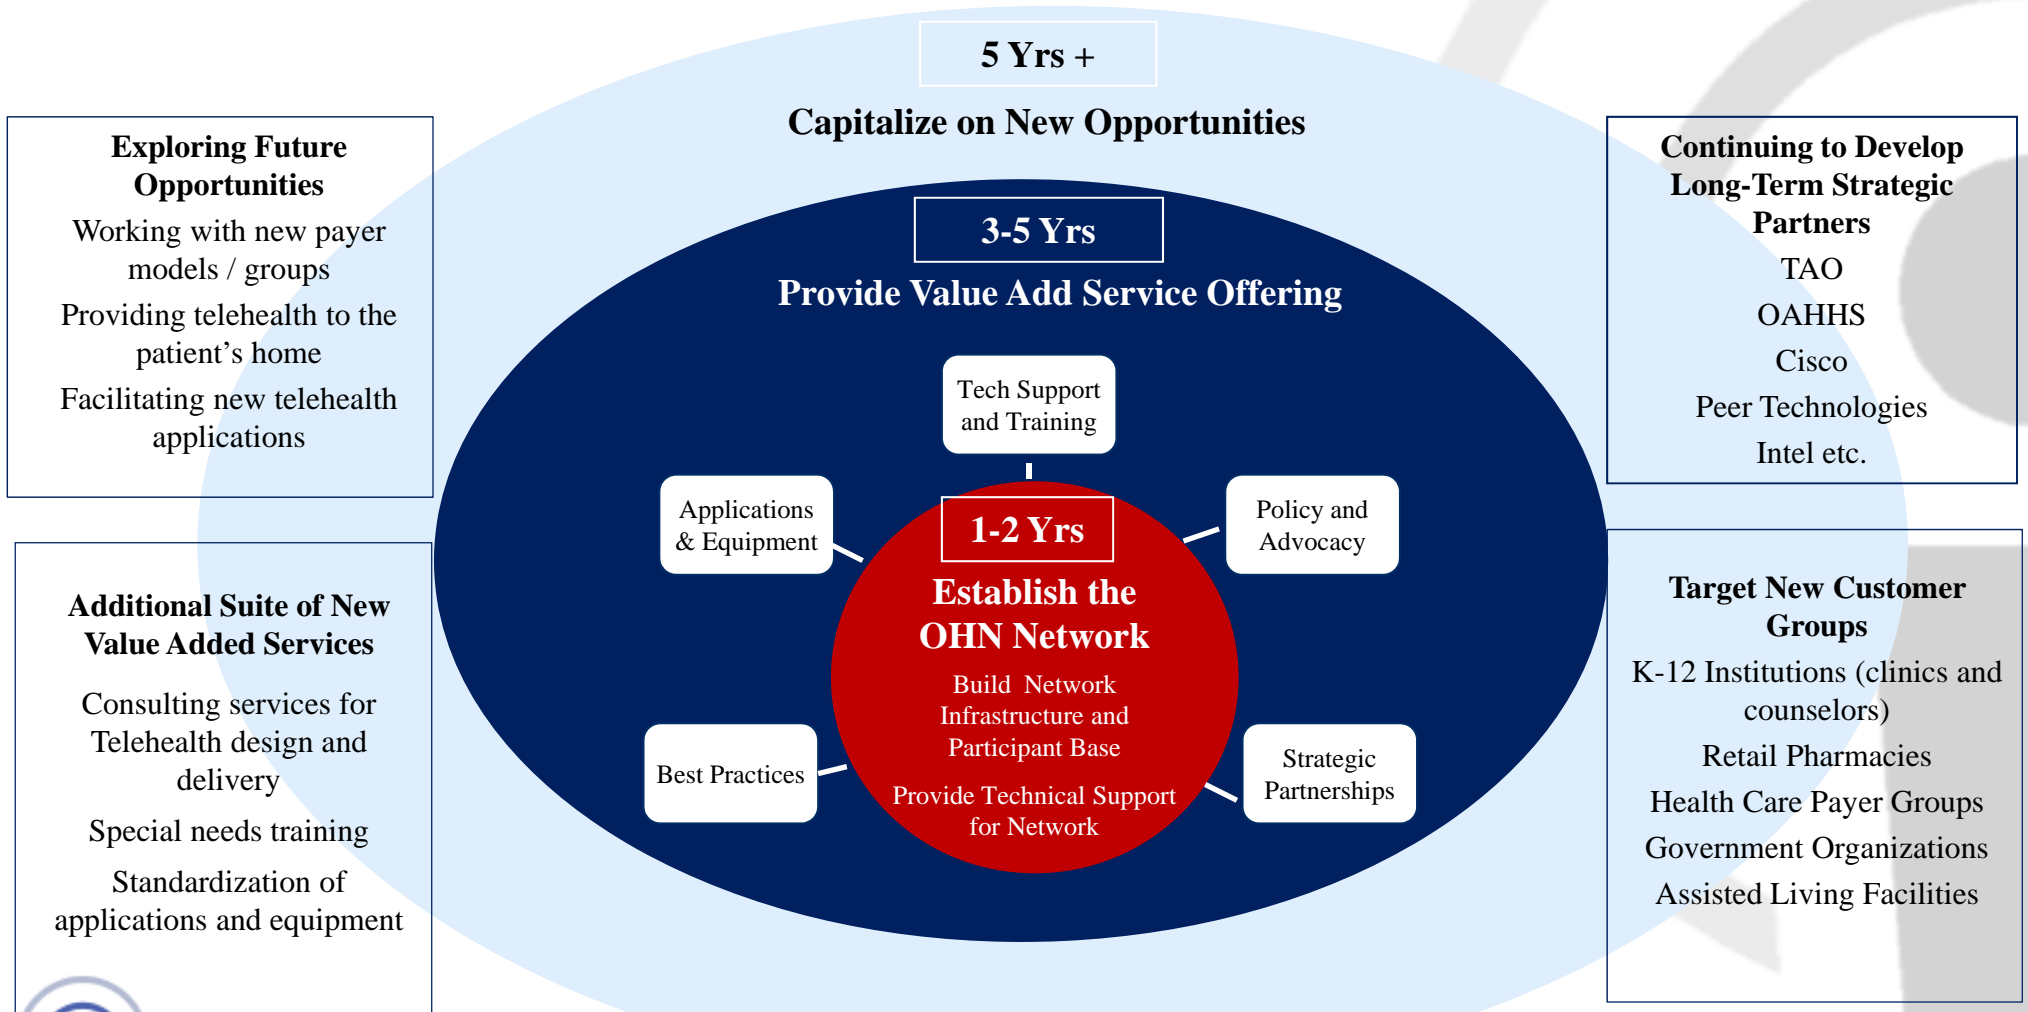 5 Yrs +
Capitalize on New Opportunities
Exploring Future
Opportunities
Working with new payer
models / groups
Providing telehealth to the
patient’s home
Facilitating new telehealth
applications
Continuing to Develop
Long-Term Strategic
Partners
TAO
OAHHS
Cisco
Peer Technologies
Intel etc.
3-5 Yrs
Provide Value Add Service Offering
Tech Support
and Training
Applications
& Equipment
Policy and
Advocacy
1-2 Yrs
Establish the
OHN Network
Build Network
Infrastructure and
Participant Base
Provide Technical Support
for Network
Best Practices
Strategic
Partnerships
Additional Suite of New
Value Added Services
Consulting services for
Telehealth design and
delivery
Special needs training
Standardization of
applications and equipment
Target New Customer
Groups
K-12 Institutions (clinics and
counselors)
Retail Pharmacies
Health Care Payer Groups
Government Organizations
Assisted Living Facilities